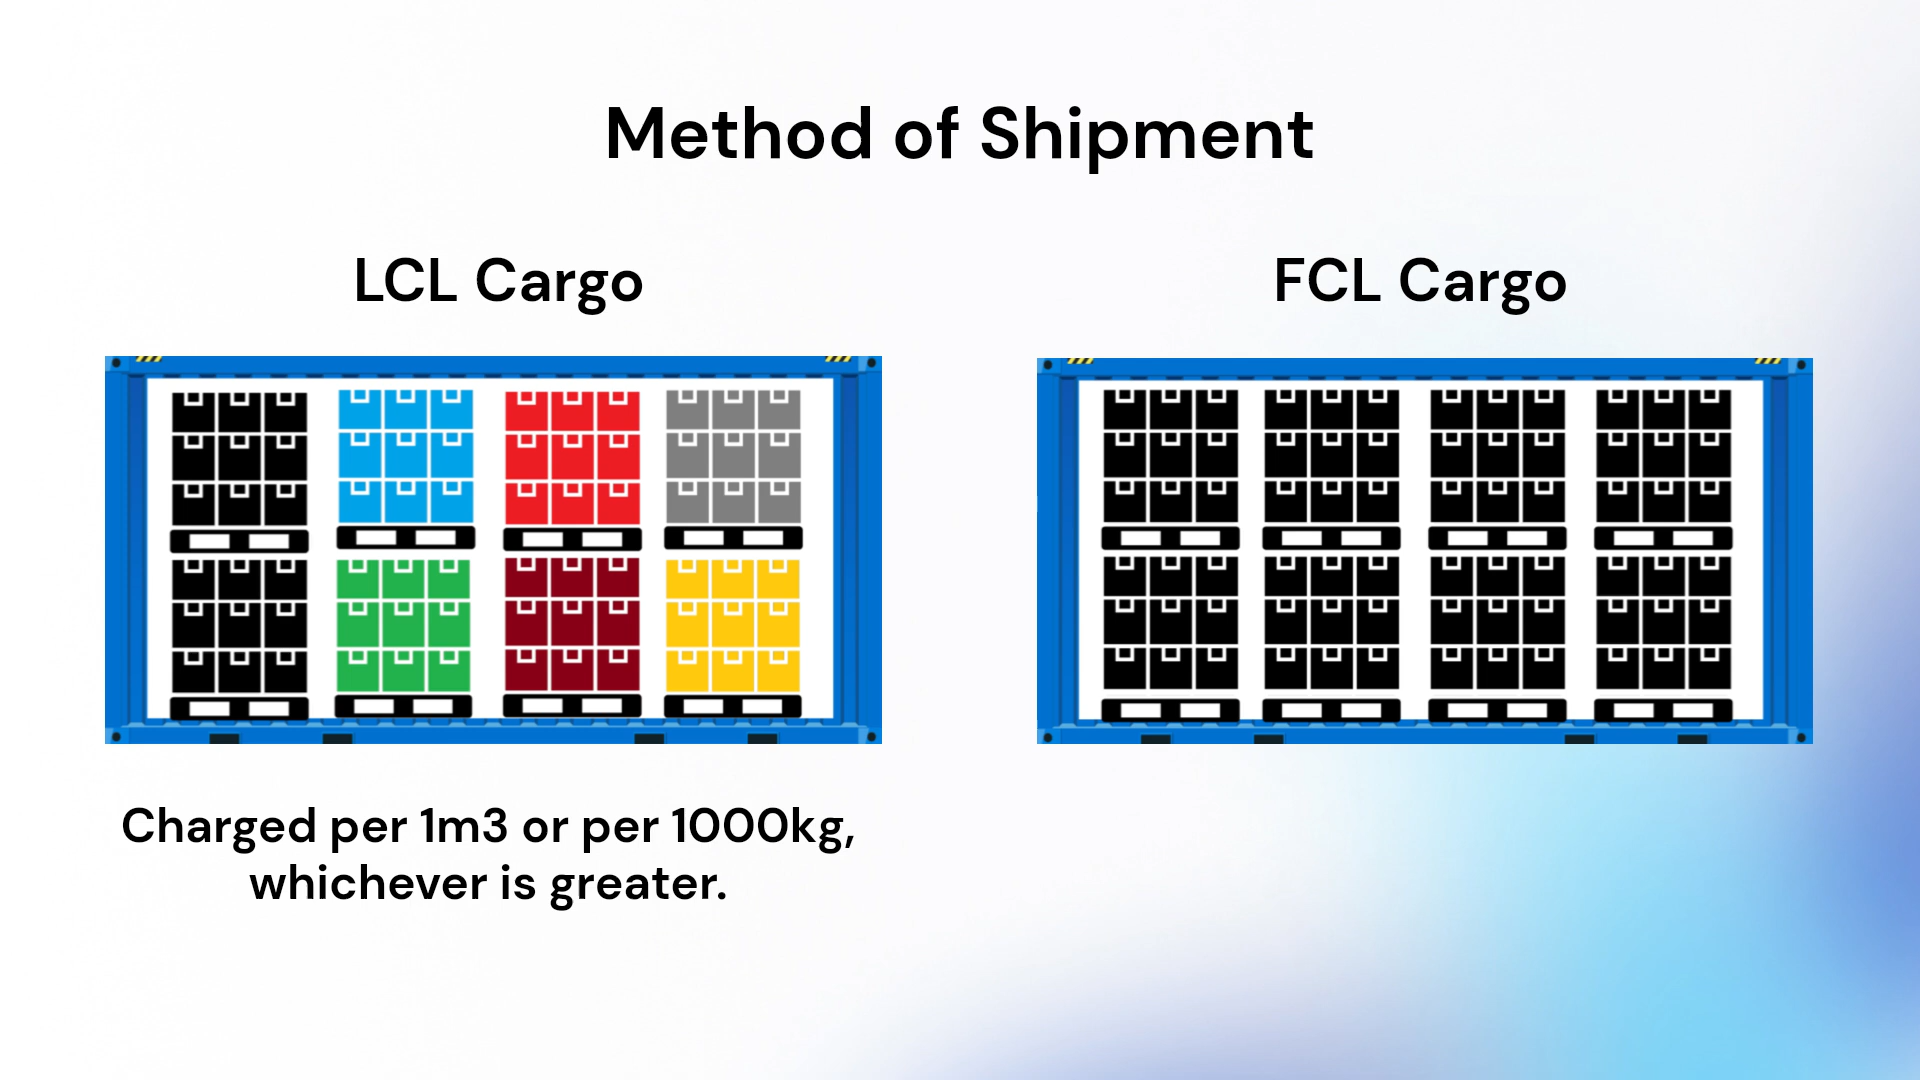 Method of Shipment
LCL Cargo
FCL Cargo
Charged per 1m3 or per 1000kg,
whichever is greater.